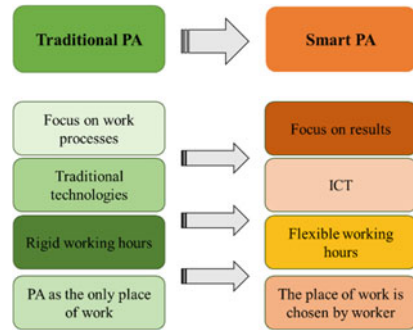 Traditional PA
Smart PA
Focus on work
processes
Focus on results
Traditional
technologies
ICT
Rigid working hours
Flexible working
hours
PA as the only place
of work
The place of work is
chosen by worker